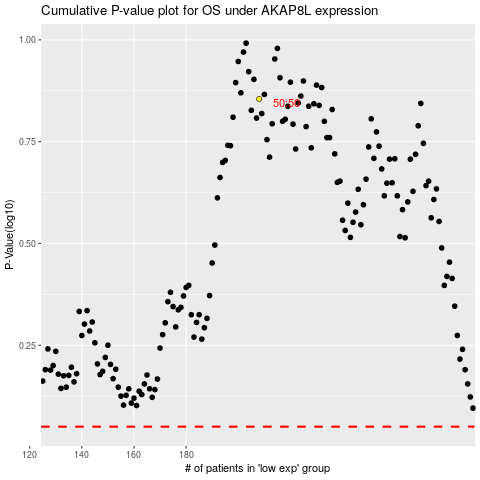 Cumulative P-value plot for OS under AKAP8L expression
P-Value(log10)
1.00
0.75
0.50
0.25
50:50
120 140 160 180
# of patients in 'low exp' group